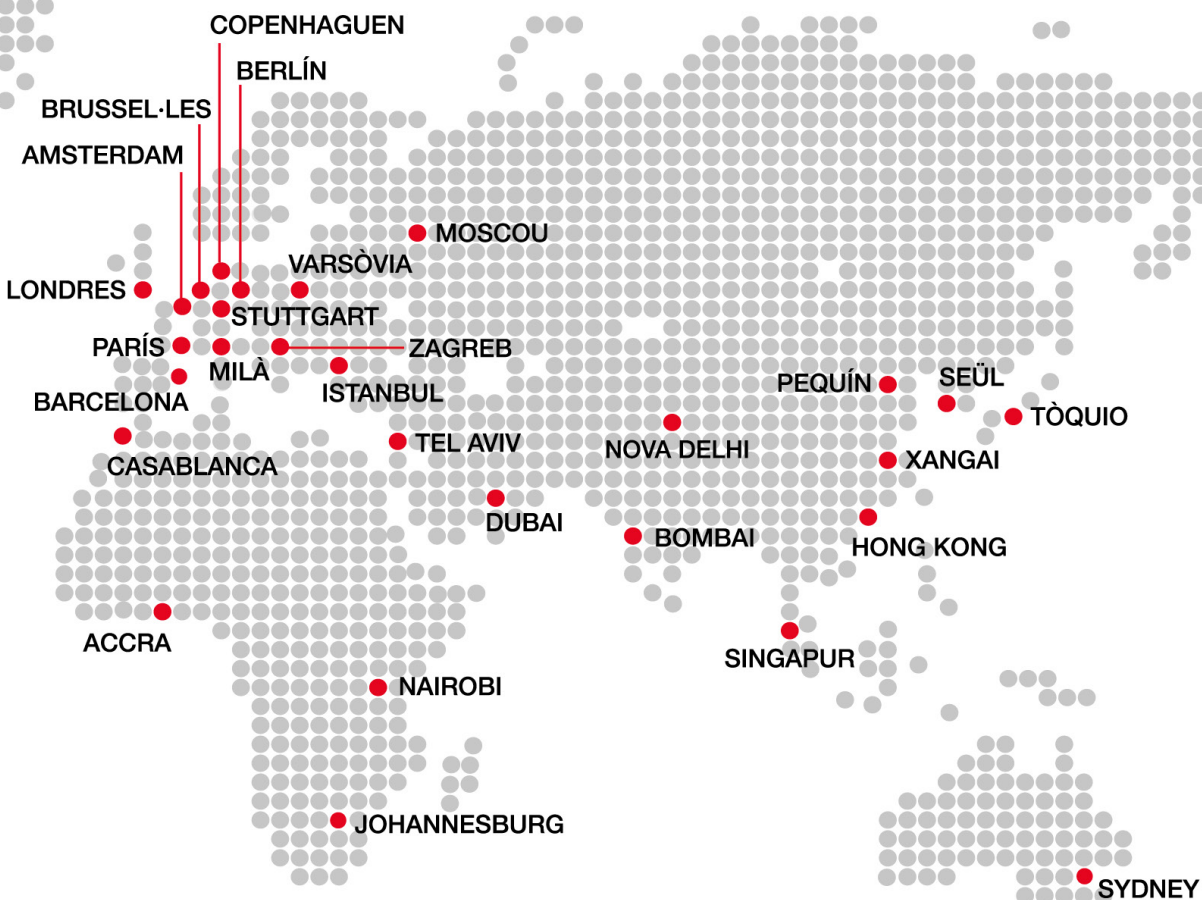 COPENHAGUEN
BERLÍN
BRUSSEL·LES
AMSTERDAM
MOSCOU
VARSÒVIA
LONDRES
STUTTGART
PARÍS
ZAGREB
MILÀ
ISTANBUL
PEQUÍN
SEÜL
BARCELONA
TÒQUIO
TEL AVIV
NOVA DELHI
XANGAI
CASABLANCA
DUBAI
BOMBAI
HONG KONG
ACCRA
SINGAPUR
NAIROBI
JOHANNESBURG
SYDNEY